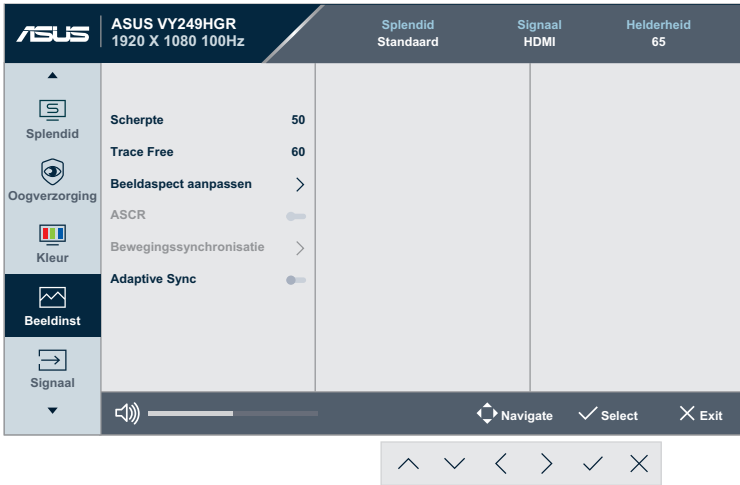 ASUS
ASUS VY249HGR
1920 X 1080 100Hz
Splendid
Standaard
Signaal
HDMI
Helderheid
65
Splendid
Oogverzorging
Kleur
Beeldinst
Signaal
Scherpte 50
Trace Free 60
Beeldaspect aanpassen
ASCR
Bewegingssynchronisatie
Adaptive Sync
Navigate
Select
Exit